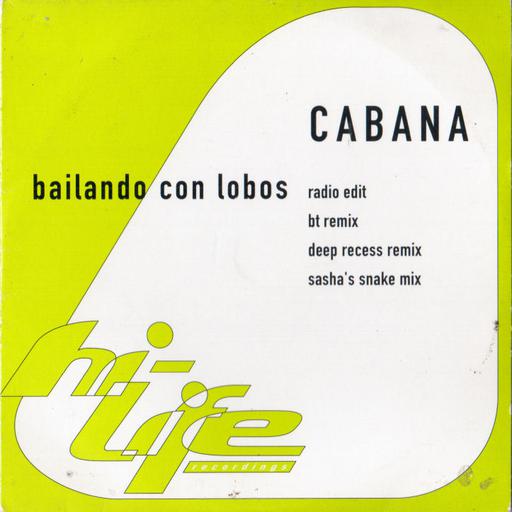 CABANA
bailando con lobos
radio edit
bt remix
deep recess remix
sasha's snake mix
hi-
Life
recordings